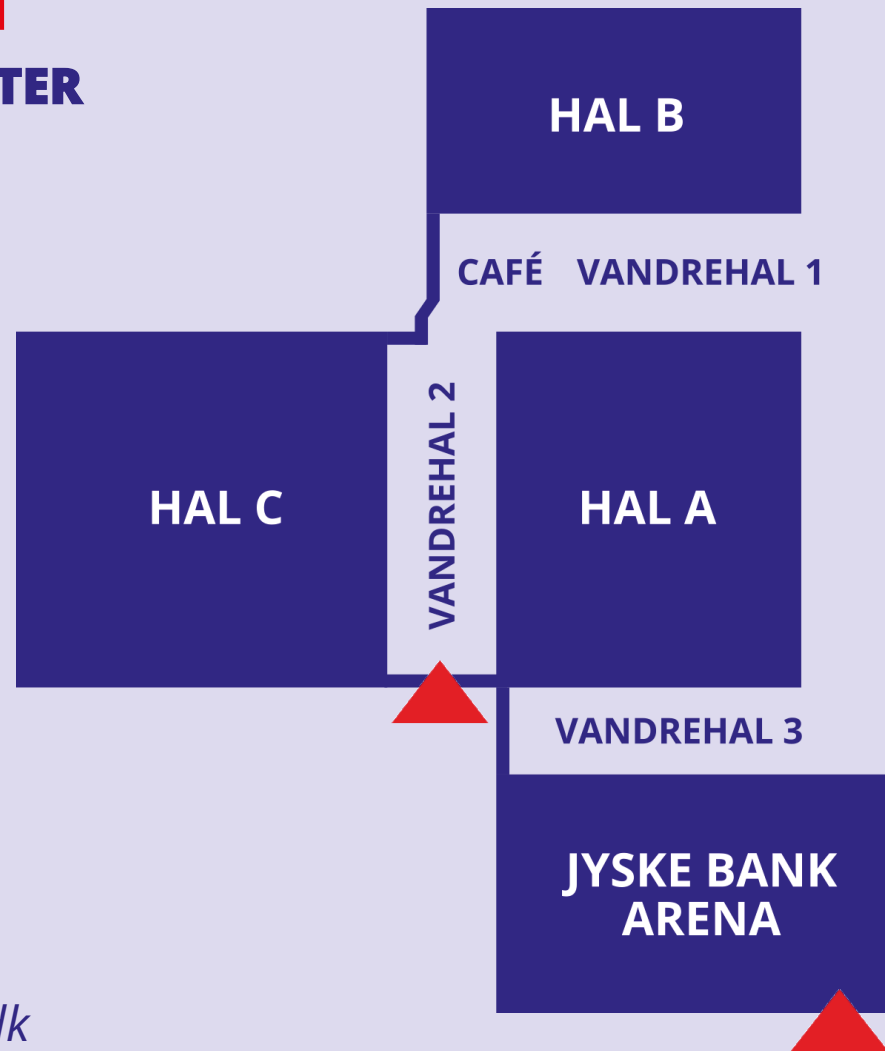 TER
HAL B
CAFÉ VANDREHAL 1
VANDREHAL 2
HAL C
HAL A
VANDREHAL 3
JYSKE BANK
ARENA